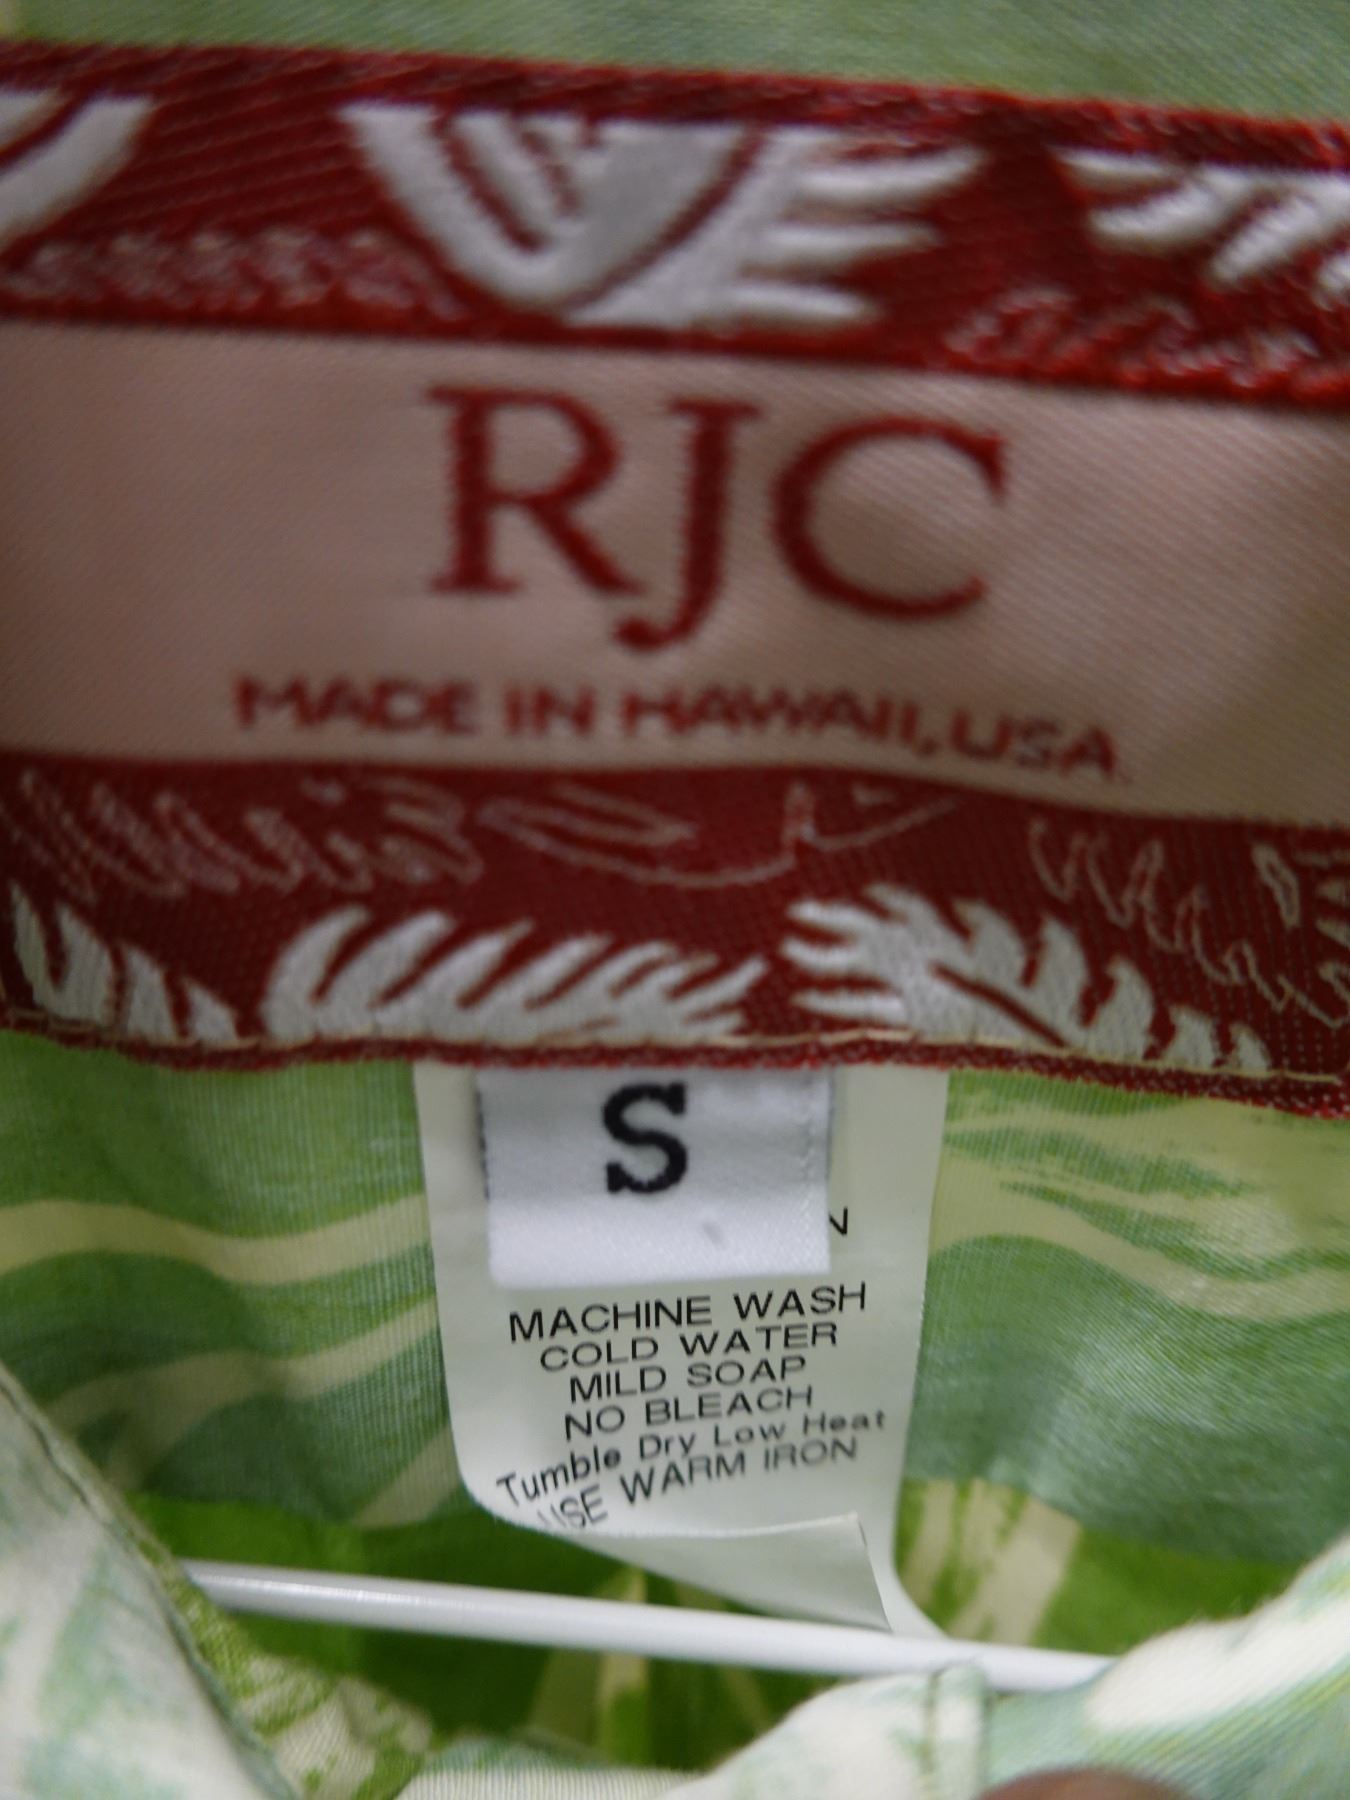 RJC
MADE IN HAWAII, USA
S
N
MACHINE WASH
COLD WATER
MILD SOAP
NO BLEACH
Tumble Dry Low Heat
USE WARM IRON